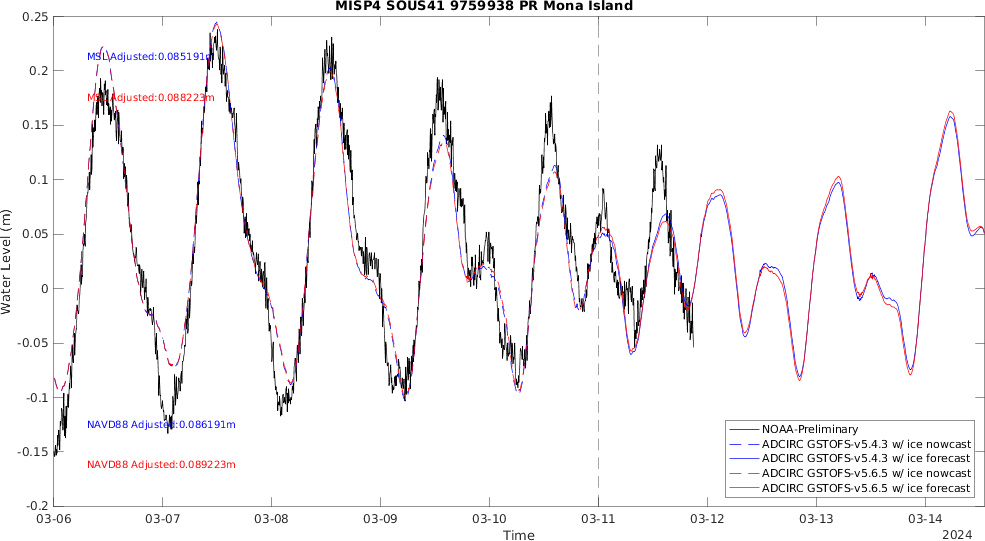 MISP4 SOUS41 9759938 PR Mona Island
0.25
0.2
0.15
0.1
0.05
0
-0.05
-0.1
-0.15
-0.2
Water Level (m)
MSL Adjusted:0.085191m
MSL Adjusted:0.088223m
NAVD88 Adjusted:0.086191m
NAVD88 Adjusted:0.089223m
NOAA-Preliminary
ADCIRC GSTOFS-v5.4.3 w/ ice nowcast
ADCIRC GSTOFS-v5.4.3 w/ ice forecast
ADCIRC GSTOFS-v5.6.5 w/ ice nowcast
ADCIRC GSTOFS-v5.6.5 w/ ice forecast
03-06 03-07 03-08 03-09 03-10 03-11 03-12 03-13 03-14
Time
2024